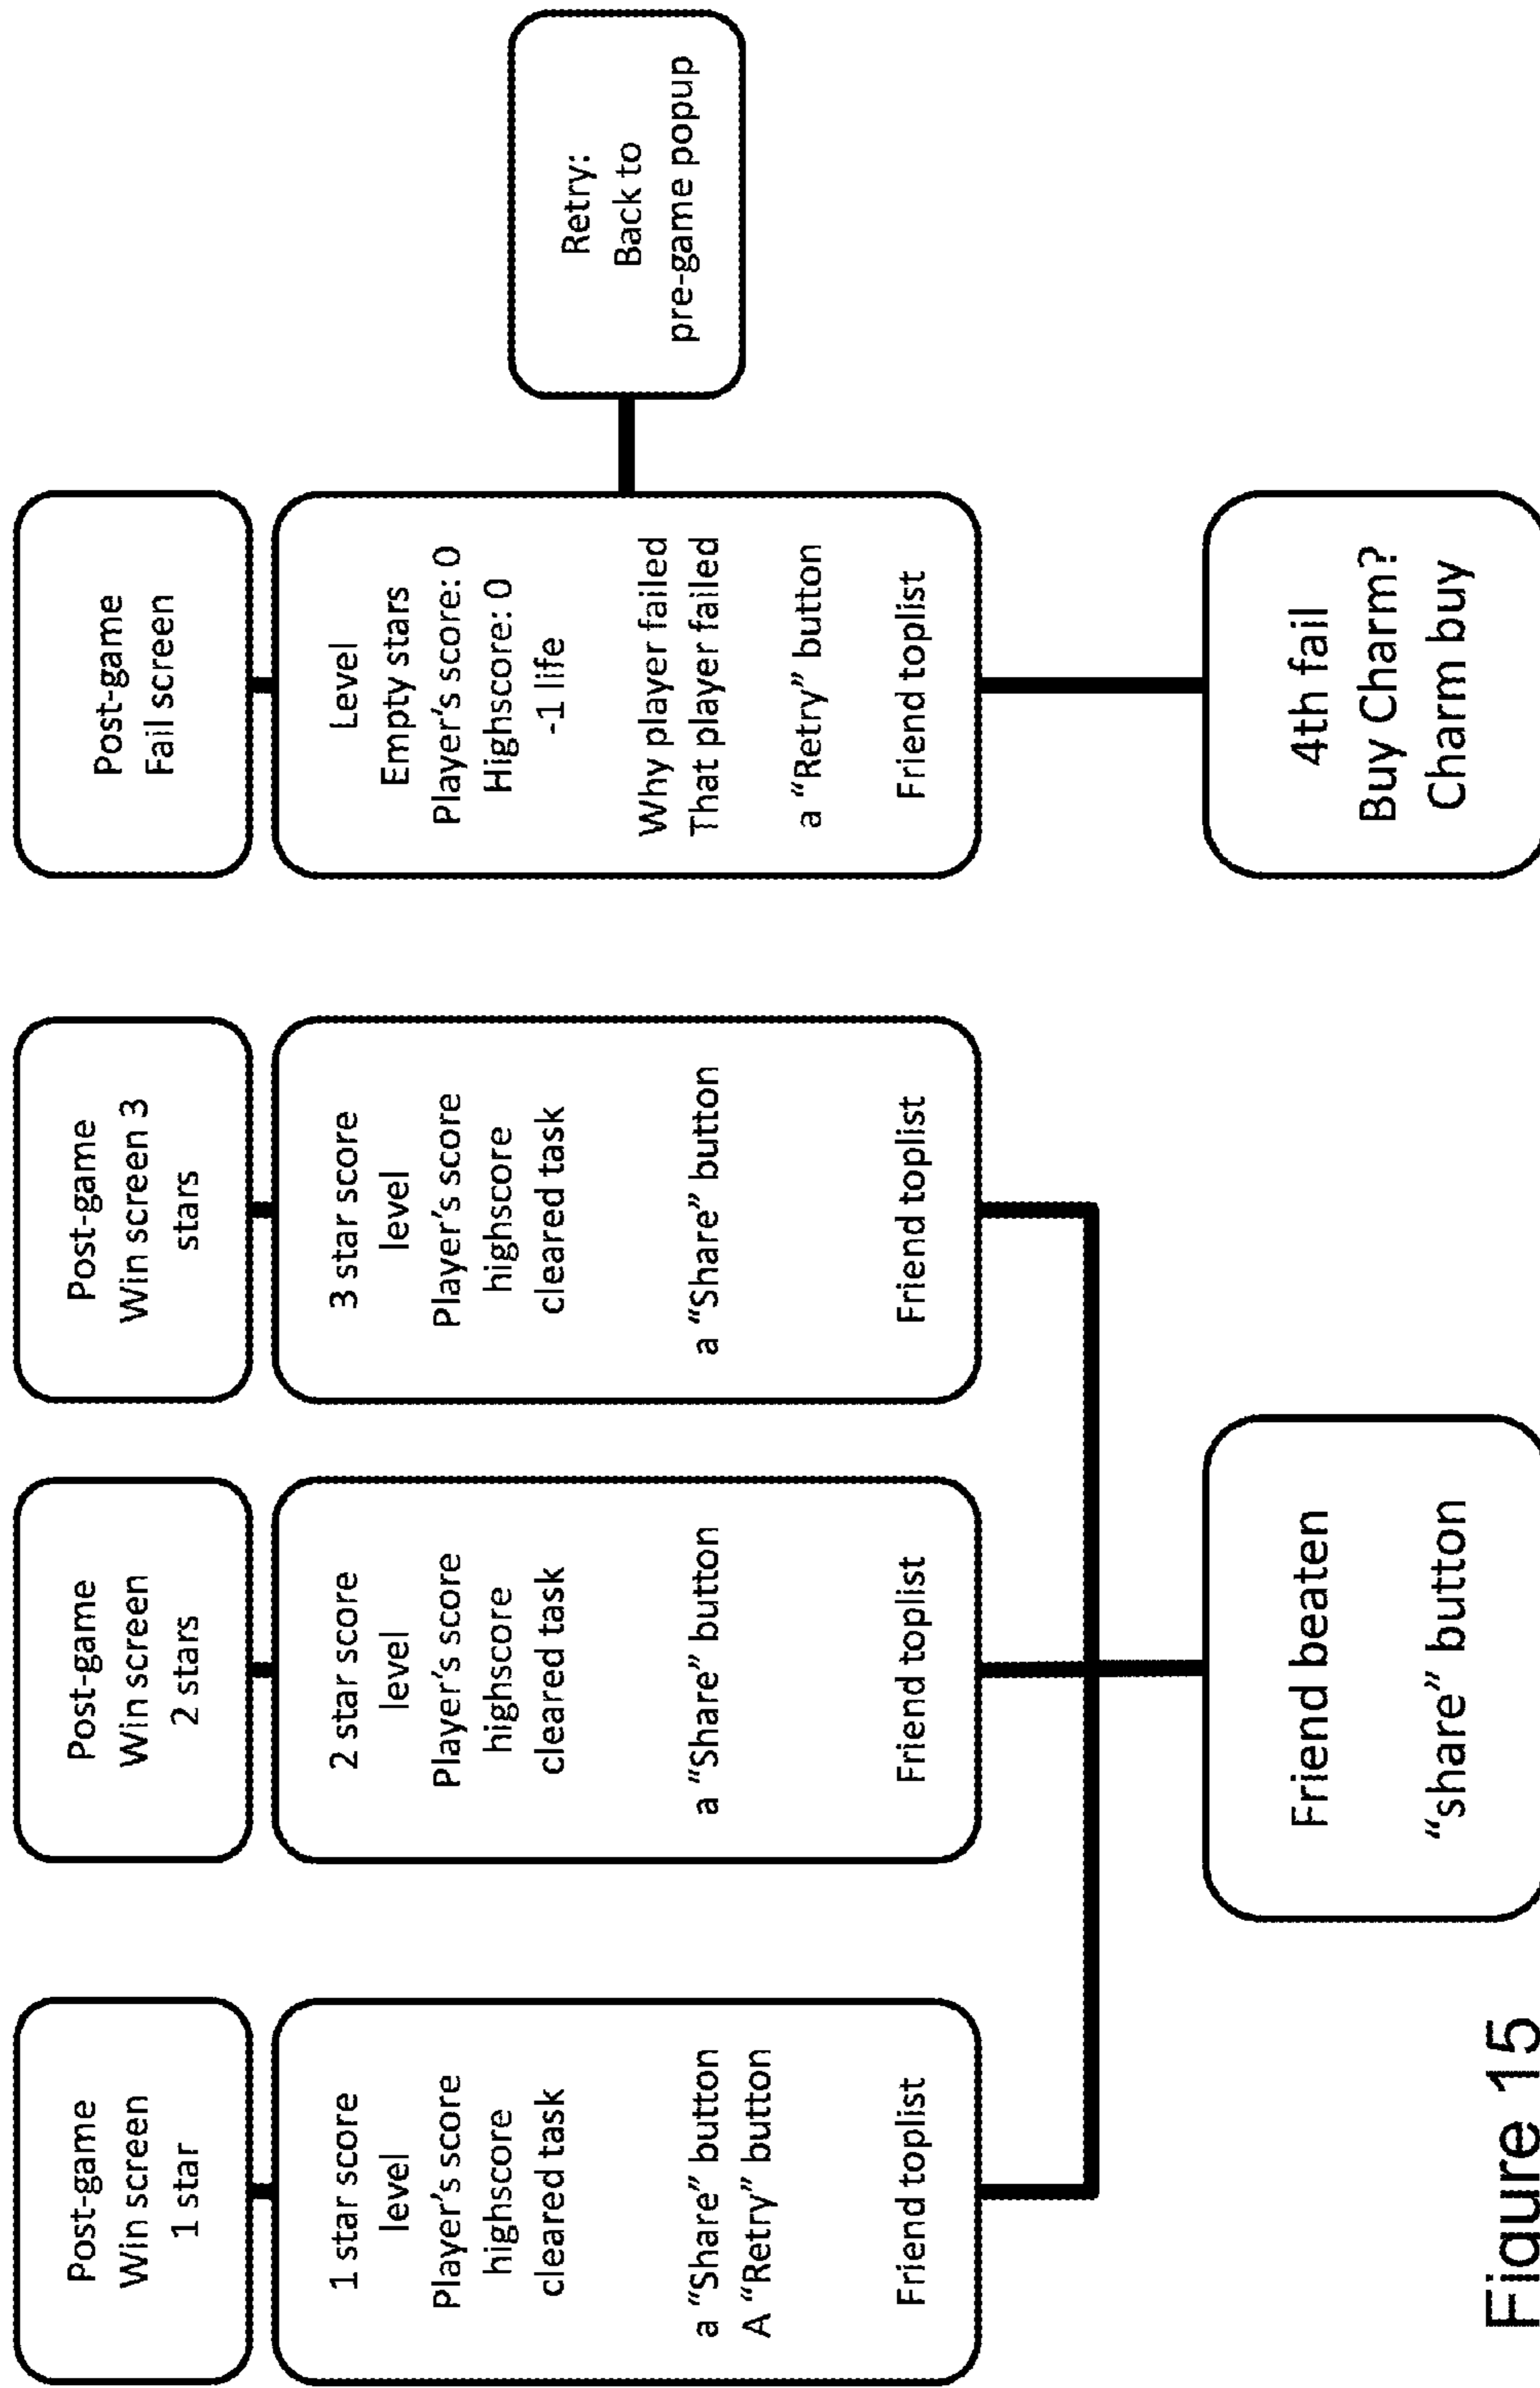 Post-game
Win screen
1 star
1 star score
level
Player's score
highscore
cleared task
a “Share” button
A “Retry” button
Friend toplist
Post-game
Win screen
2 stars
2 star score
level
Player's score
highscore
cleared task
a “Share” button
Friend toplist
Post-game
Win screen 3
stars
3 star score
level
Player's score
highscore
cleared task
a “Share” button
Friend toplist
Friend beaten
“share” button
Post-game
Fail screen
Level
Empty stars
Player's score: 0
Highscore: 0
-1 life
Why player failed
That player failed
a “Retry” button
Friend toplist
Retry:
Back to
pre-game popup
4th fail
Buy Charm?
Charm buy
Figure 15